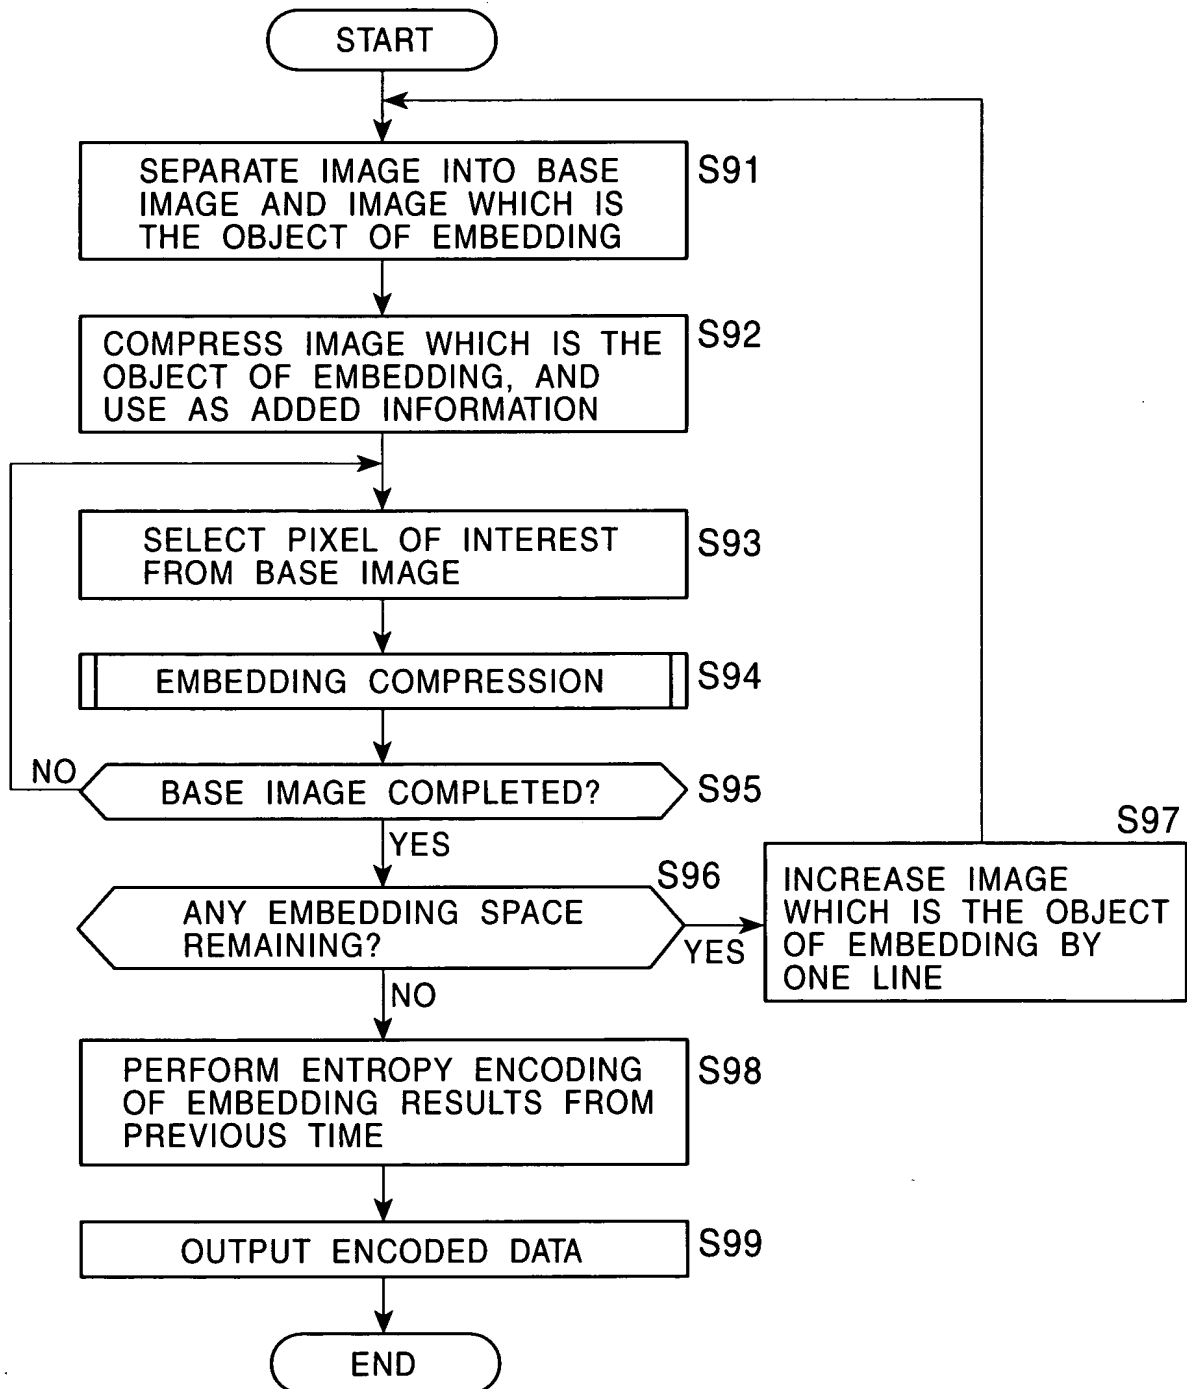 START
SEPARATE IMAGE INTO BASE
IMAGE AND IMAGE WHICH IS
THE OBJECT OF EMBEDDING
S91
COMPRESS IMAGE WHICH IS THE
OBJECT OF EMBEDDING, AND
USE AS ADDED INFORMATION
S92
SELECT PIXEL OF INTEREST
FROM BASE IMAGE
S93
EMBEDDING COMPRESSION
S94
NO
BASE IMAGE COMPLETED?
S95
YES
S96
ANY EMBEDDING SPACE
REMAINING?
YES
S97
INCREASE IMAGE
WHICH IS THE OBJECT
OF EMBEDDING BY
ONE LINE
NO
PERFORM ENTROPY ENCODING
OF EMBEDDING RESULTS FROM
PREVIOUS TIME
S98
OUTPUT ENCODED DATA
S99
END